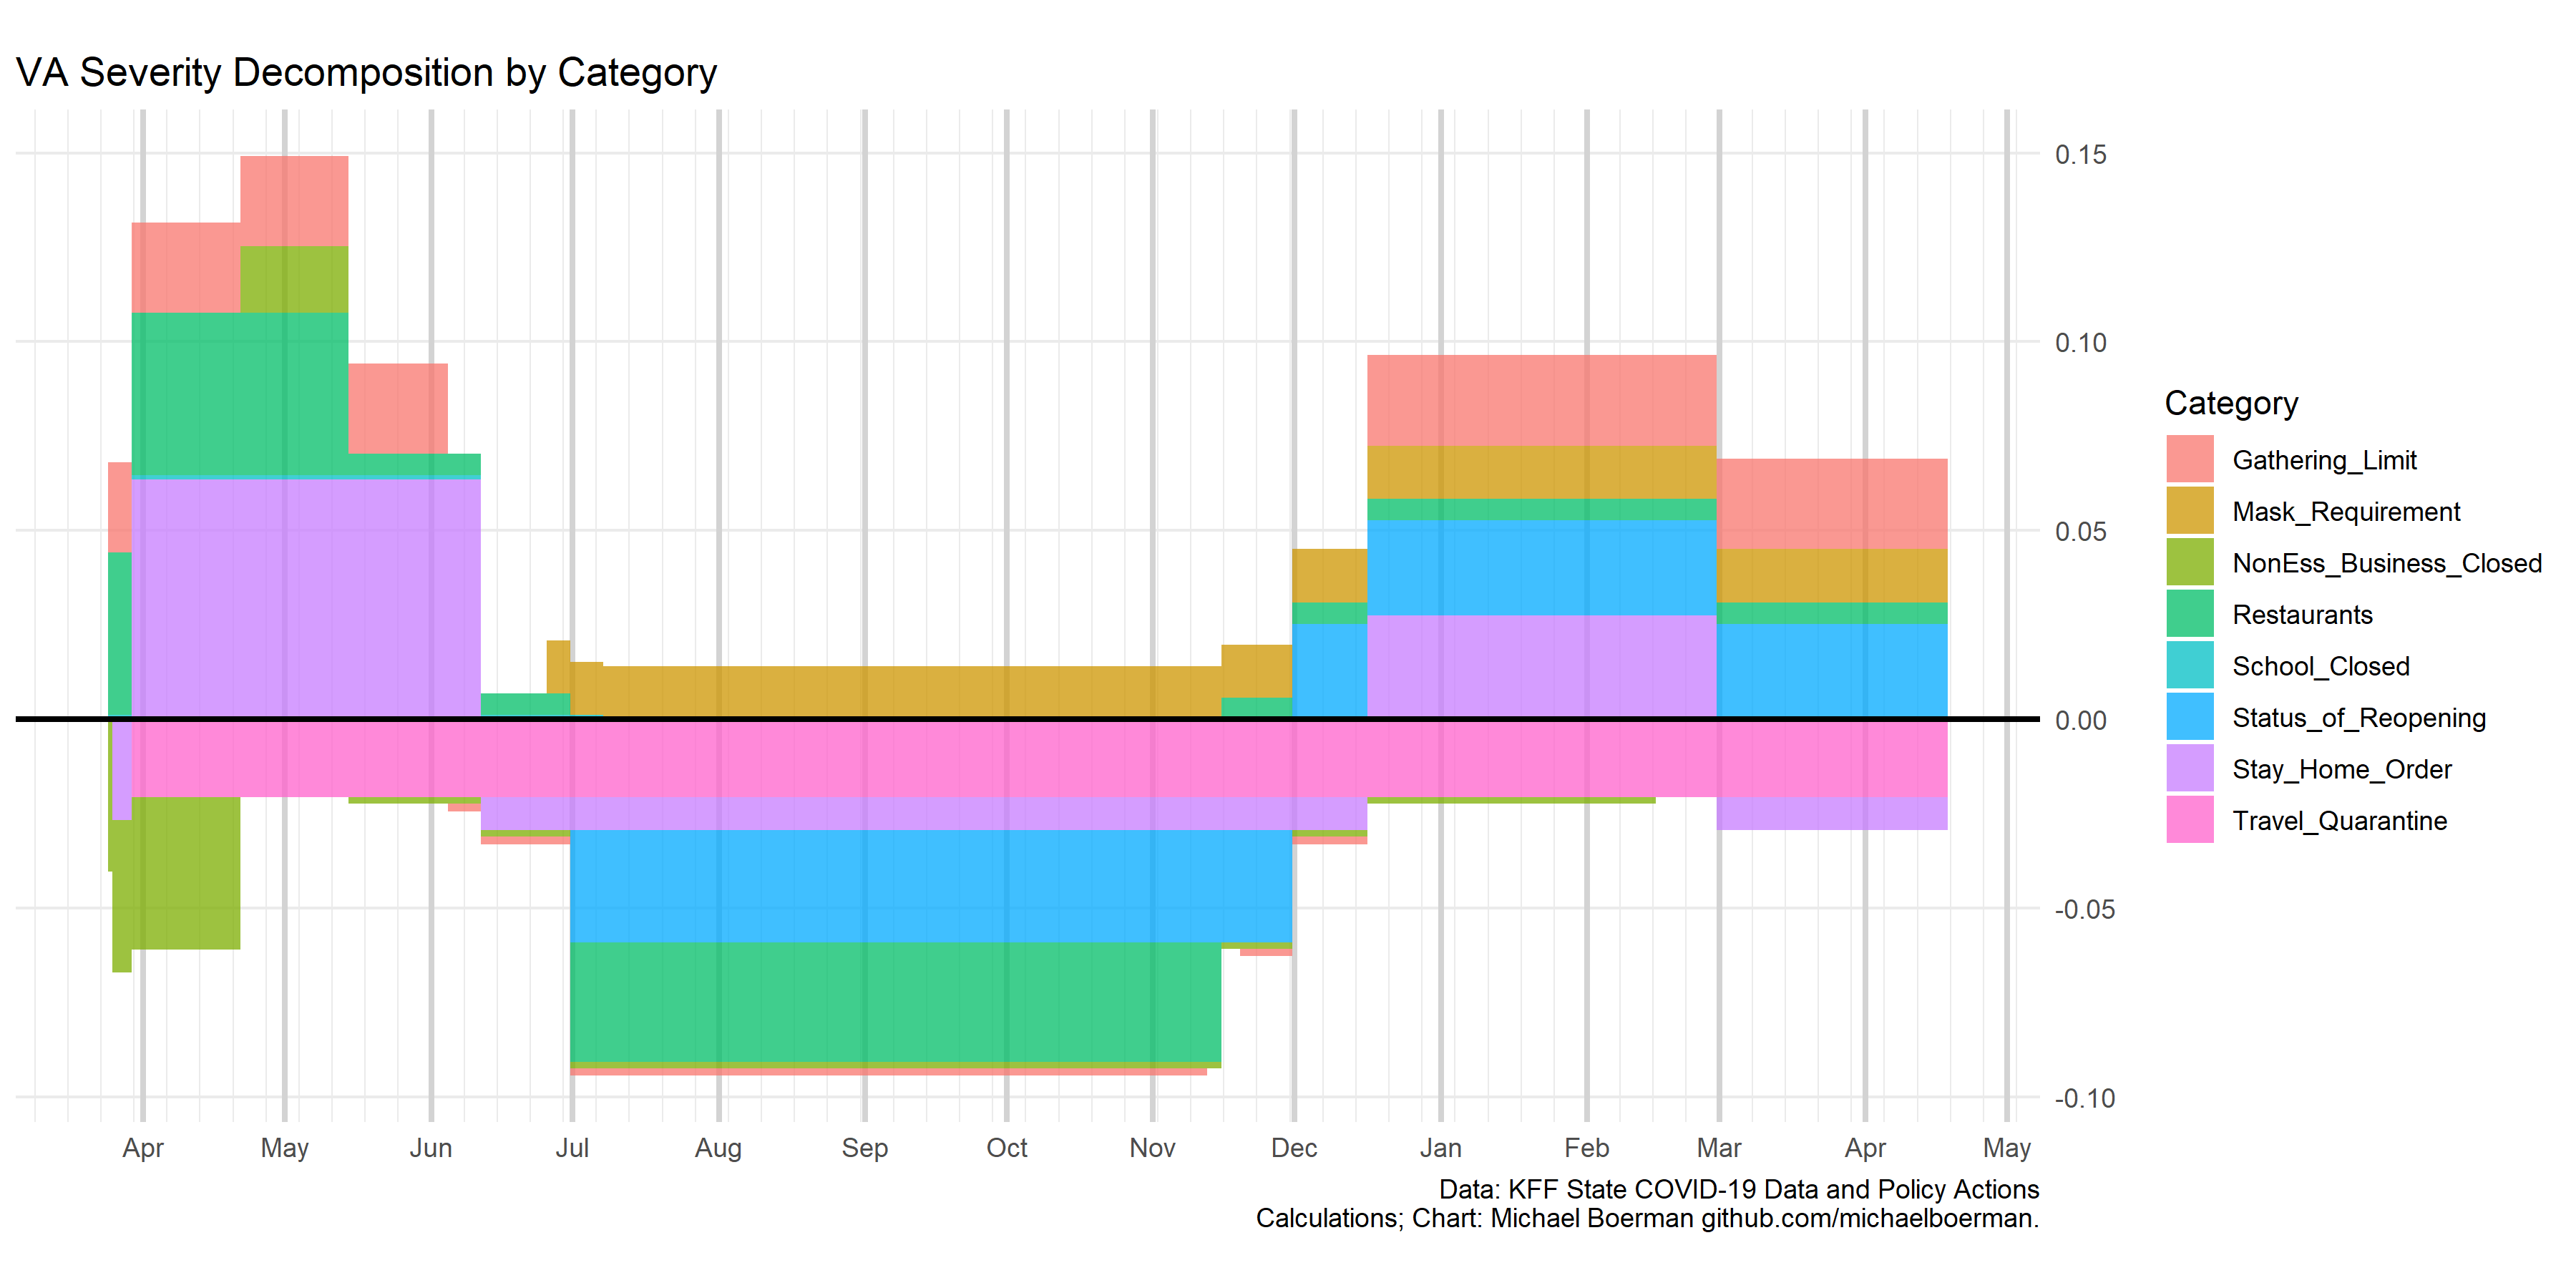 VA Severity Decomposition by Category
0.15
0.10
0.05
0.00
-0.05
-0.10
Apr May Jun Jul Aug Sep Oct Nov Dec Jan Feb Mar Apr May
Data: KFF State COVID-19 Data and Policy Actions
Calculations; Chart: Michael Boerman github.com/michaelboerman.
Category
Gathering_Limit
Mask_Requirement
NonEss_Business_Closed
Restaurants
School_Closed
Status_of_Reopening
Stay_Home_Order
Travel_Quarantine